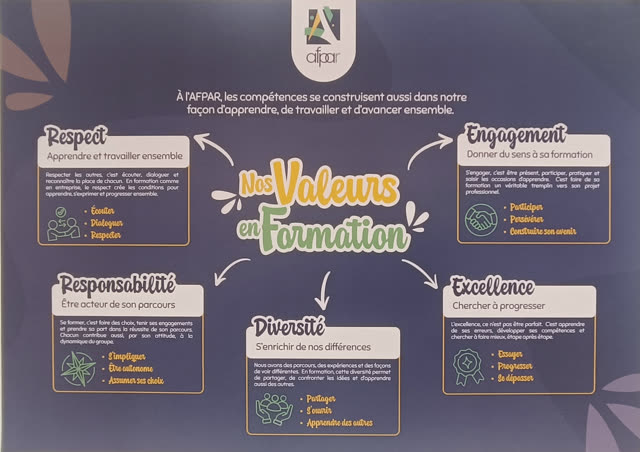 afpar
À l'AFPAR, les compétences se construisent aussi dans notre
façon d'apprendre, de travailler et d'avancer ensemble.
Nos Valeurs
en Formation
Respect
Apprendre et travailler ensemble
Respecter les autres, c'est écouter, dialoguer et
reconnaître la place de chacun. En formation comme
en entreprise, le respect crée les conditions pour
apprendre, s'exprimer et progresser ensemble.
• Écouter
• Dialoguer
• Respecter
Engagement
Donner du sens à sa formation
S'engager, c'est être présent, participer, pratiquer et
saisir les occasions d'apprendre. C'est faire de sa
formation un véritable tremplin vers son projet
professionnel.
• Participer
• Persévérer
• Construire son avenir
Responsabilité
Être acteur de son parcours
Se former, c'est faire des choix, tenir ses engagements
et prendre sa part dans la réussite de son parcours.
Chacun contribue aussi, par son attitude, à la
dynamique du groupe.
• S'impliquer
• Être autonome
• Assumer ses choix
Diversité
S'enrichir de nos différences
Nous avons des parcours, des expériences et des façons
de voir différentes. En formation, cette diversité permet
de partager, de confronter les idées et d'apprendre
aussi des autres.
• Partager
• S'ouvrir
• Apprendre des autres
Excellence
Chercher à progresser
L'excellence, ce n'est pas être parfait. C'est apprendre
de ses erreurs, développer ses compétences et
chercher à faire mieux, étape après étape.
• Essayer
• Progresser
• Se dépasser